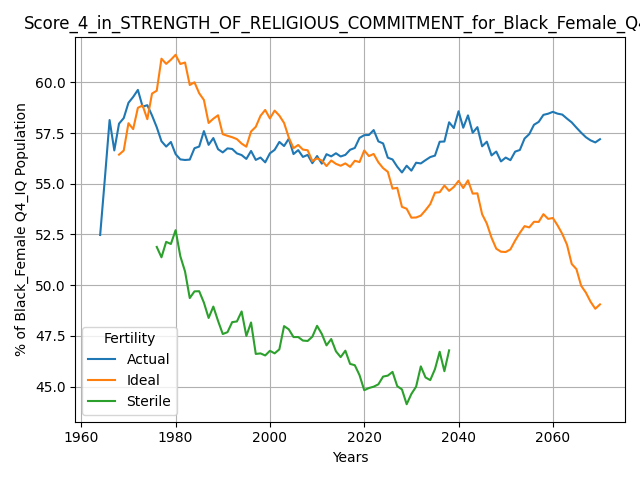 Score_4_in_STRENGTH_OF_RELIGIOUS_COMMITMENT_for_Black_Female_Q4
% of Black_Female Q4_IQ Population
60.0
57.5
55.0
52.5
50.0
47.5
45.0
Fertility
Actual
Ideal
Sterile
1960 1980 2000 2020 2040 2060
Years